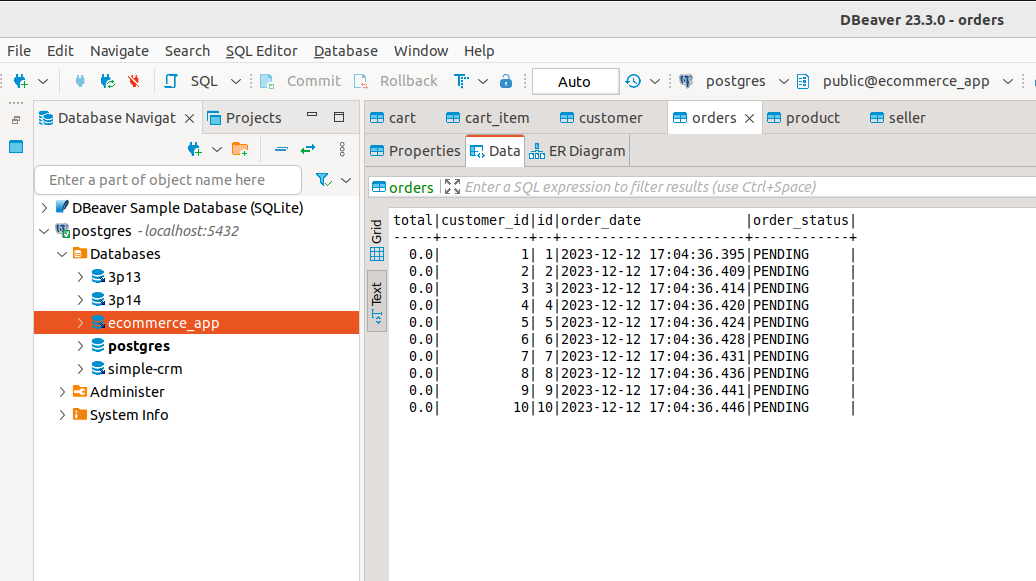 DBeaver 23.3.0 - orders
File Edit Navigate Search SQL Editor Database Window Help
SQL Commit Rollback Auto postgres public@ecommerce_app
Database Navigat Projects
cart cart_item customer orders product seller
Properties Data ER Diagram
Enter a part of object name here
orders Enter a SQL expression to filter results (use Ctrl+Space)
DBeaver Sample Database (SQLite)
postgres - localhost:5432
Databases
3p13
3p14
ecommerce_app
postgres
simple-crm
Administer
System Info
Grid
Text
total|customer_id|id|order_date             |order_status|
-----+-----------+--+-----------------------+------------+
  0.0|          1| 1|2023-12-12 17:04:36.395|PENDING     |
  0.0|          2| 2|2023-12-12 17:04:36.409|PENDING     |
  0.0|          3| 3|2023-12-12 17:04:36.414|PENDING     |
  0.0|          4| 4|2023-12-12 17:04:36.420|PENDING     |
  0.0|          5| 5|2023-12-12 17:04:36.424|PENDING     |
  0.0|          6| 6|2023-12-12 17:04:36.428|PENDING     |
  0.0|          7| 7|2023-12-12 17:04:36.431|PENDING     |
  0.0|          8| 8|2023-12-12 17:04:36.436|PENDING     |
  0.0|          9| 9|2023-12-12 17:04:36.441|PENDING     |
  0.0|         10|10|2023-12-12 17:04:36.446|PENDING     |